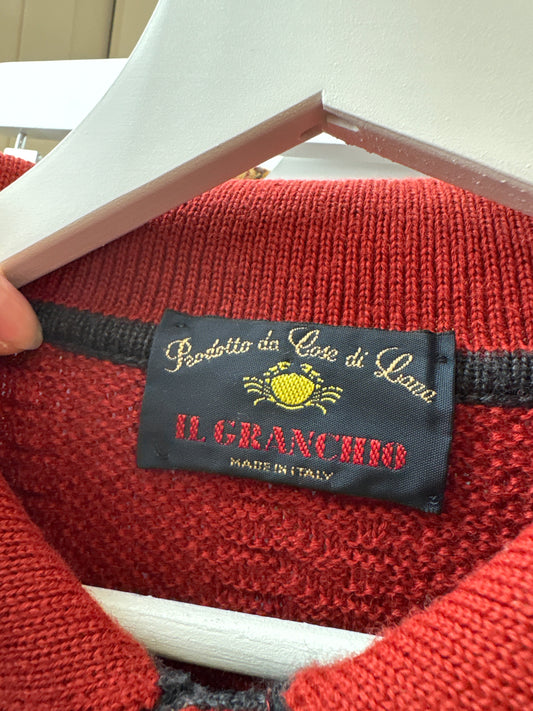 Prodotto da Cose di Lana
IL GRANCHIO
MADE IN ITALY